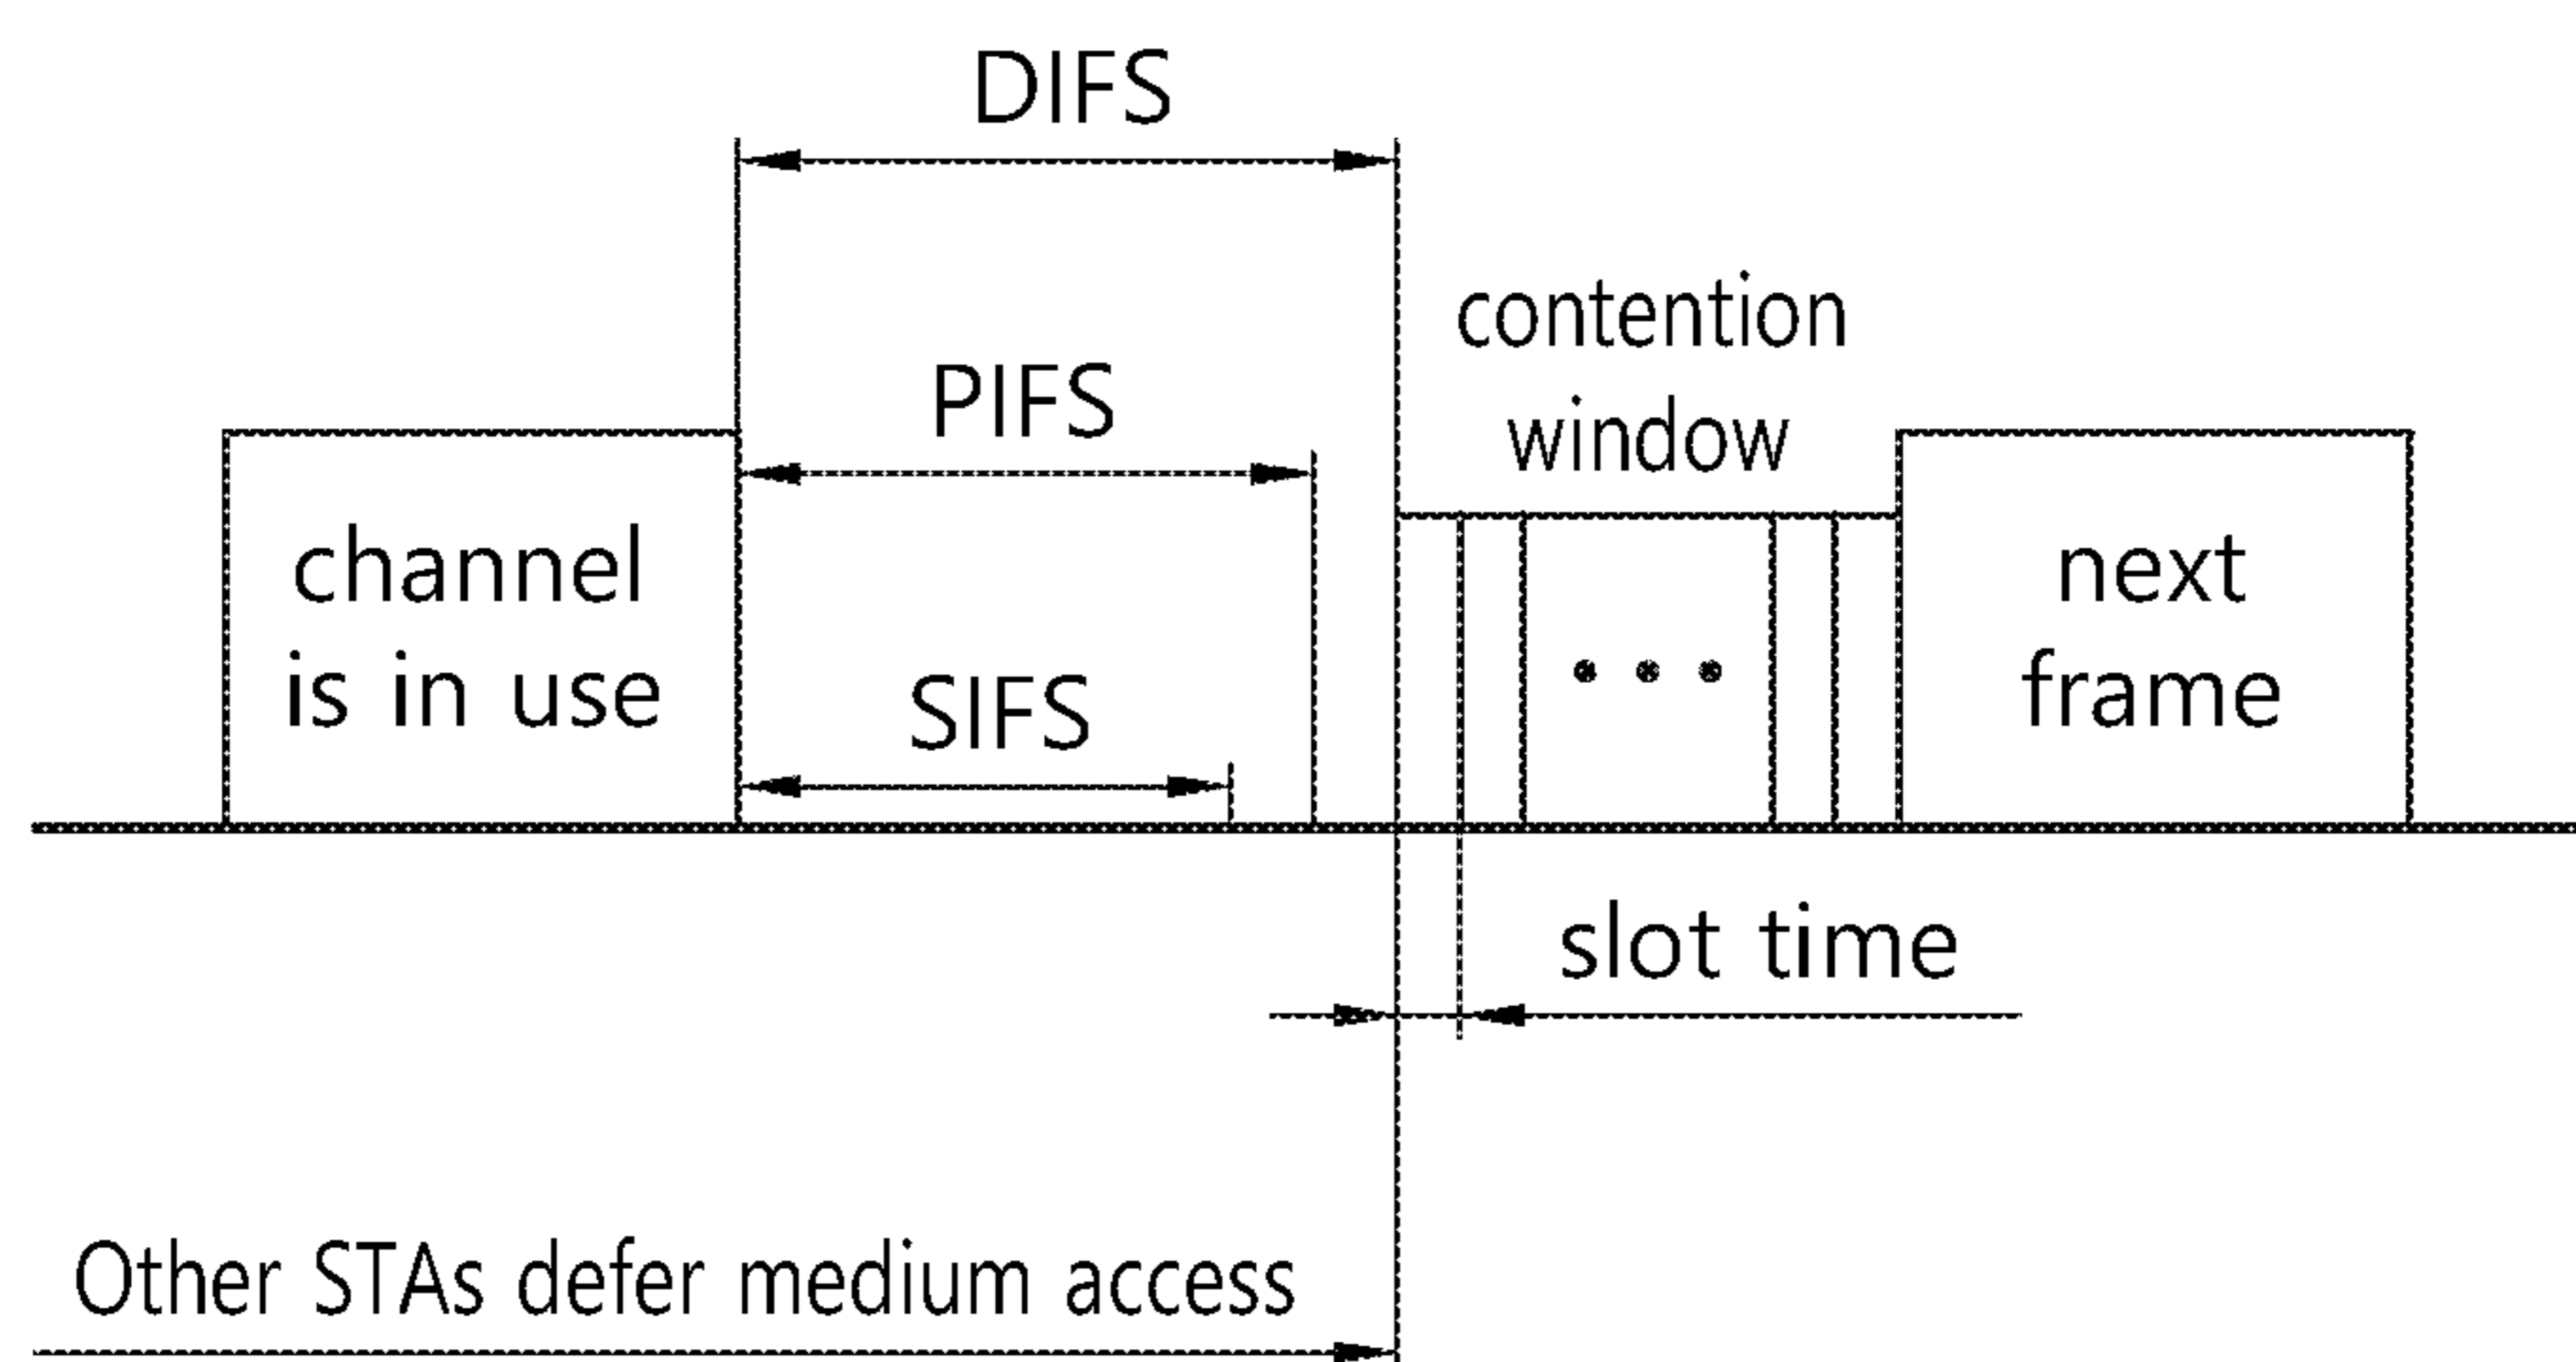 DIFS
contention
window
PIFS
channel
is in use
SIFS
next
frame
slot time
Other STAs defer medium access